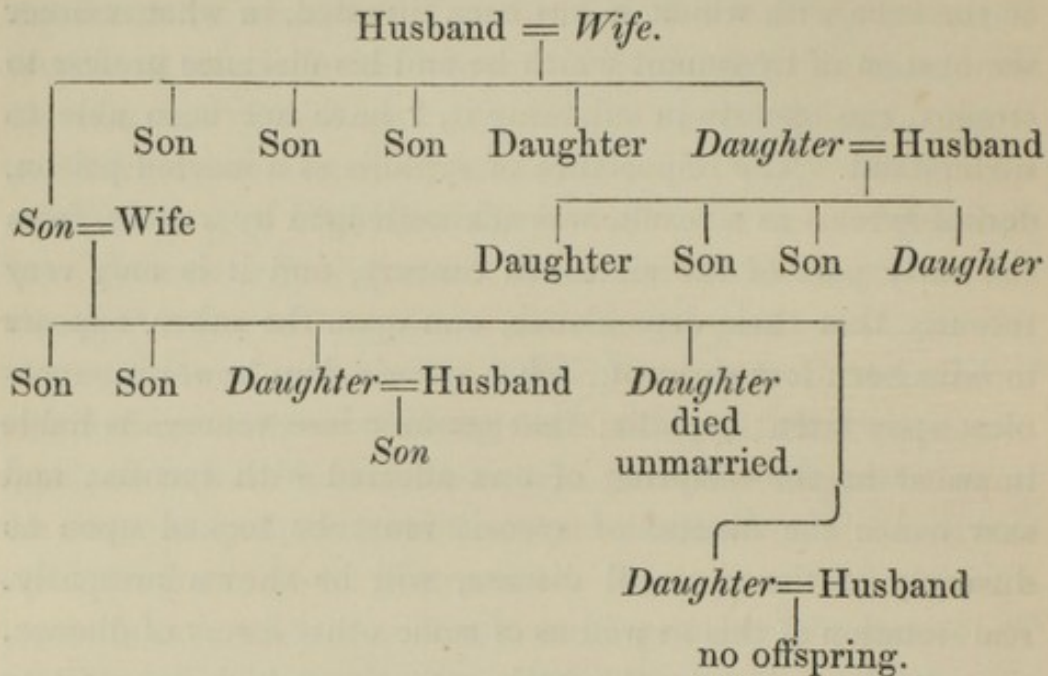 Husband = Wife.
Son Son Son Daughter Daughter = Husband
Son = Wife
Daughter Son Son Daughter
Son Son Daughter = Husband Daughter
died
Son
unmarried.
Daughter = Husband
no offspring.